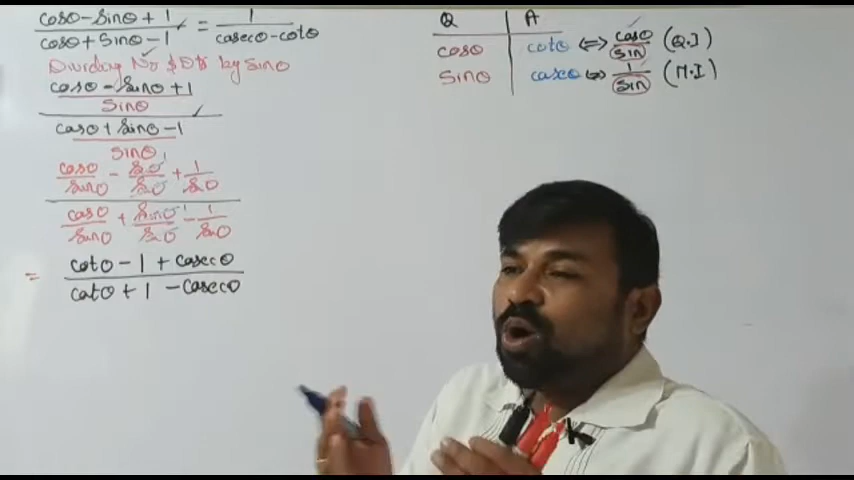 cosθ-sinθ+1 / cosθ+sinθ-1 = 1 / cosecθ-cotθ
Dividing Nr & Dr by sinθ
cosθ-sinθ+1 / sinθ
cosθ+sinθ-1 / sinθ
cosθ/sinθ - sinθ/sinθ + 1/sinθ
cosθ/sinθ + sinθ/sinθ - 1/sinθ
= cotθ-1+cosecθ / cotθ+1-cosecθ
Q A
cosθ cotθ ⇔ cosθ/sin (Q.I)
sinθ cosecθ ⇔ 1/sin (M.I)